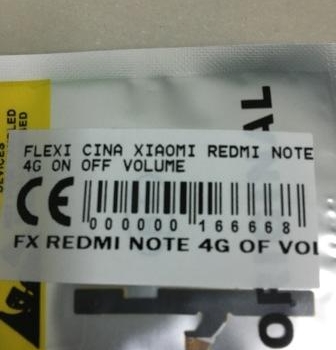 FLEXI CINA XIAOMI REDMI NOTE
4G ON OFF VOLUME
CE
000000 166668
FX REDMI NOTE 4G OF VOL